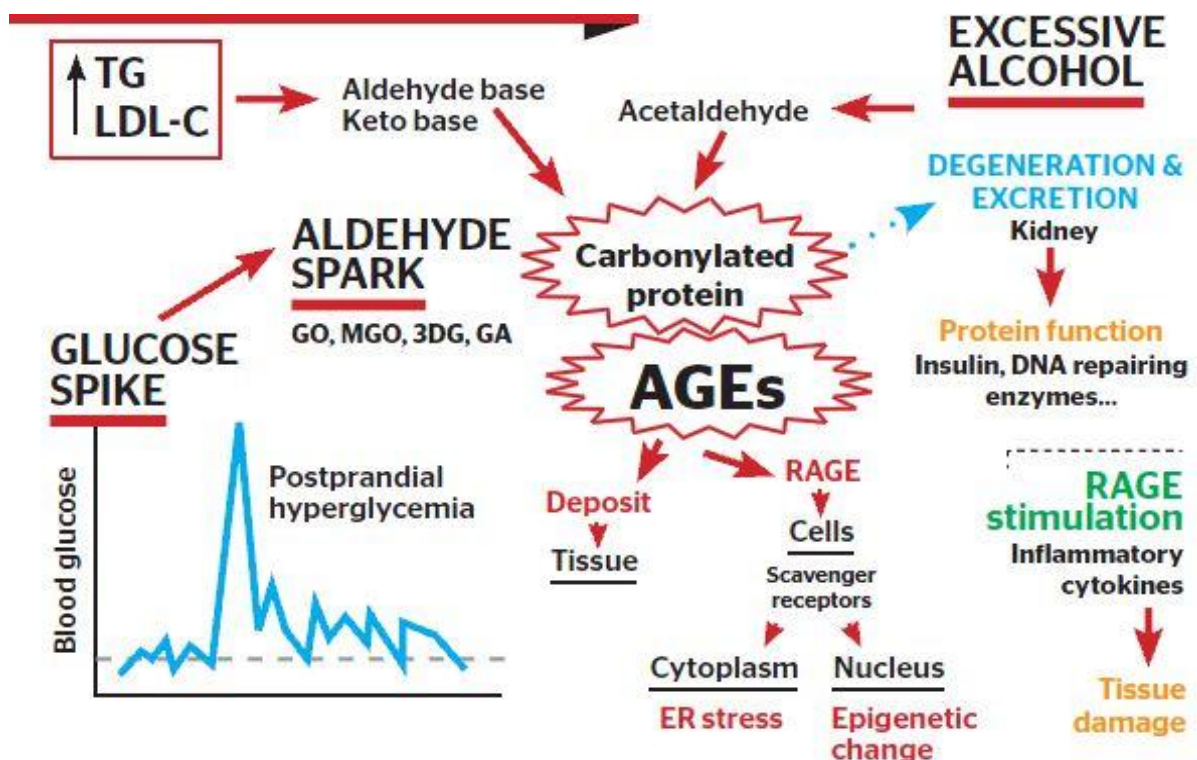 TG
LDL-C
Aldehyde base
Keto base
Acetaldehyde
EXCESSIVE
ALCOHOL
DEGENERATION &
EXCRETION
Kidney
ALDEHYDE
SPARK
GO, MGO, 3DG, GA
Carbonylated
protein
GLUCOSE
SPIKE
AGEs
Protein function
Insulin, DNA repairing
enzymes...
Blood glucose
Postprandial
hyperglycemia
Deposit
Tissue
RAGE
Cells
Scavenger
receptors
Cytoplasm
ER stress
Nucleus
Epigenetic
change
RAGE
stimulation
Inflammatory
cytokines
Tissue
damage